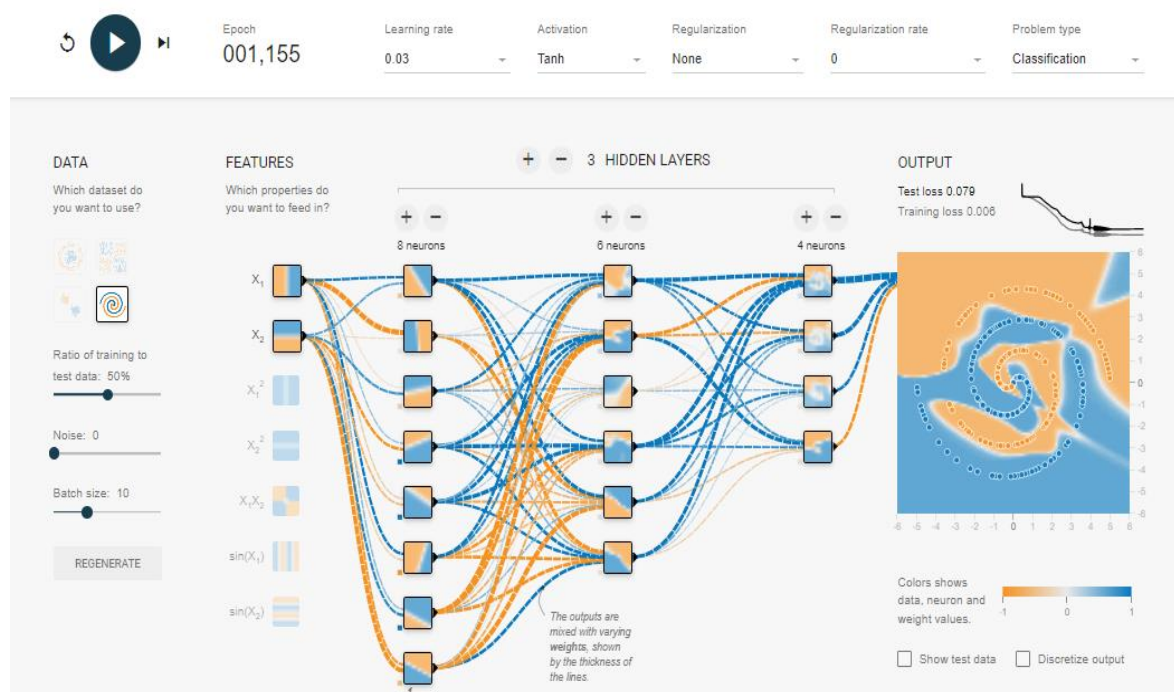 Epoch
001,155
Learning rate
0.03
Activation
Tanh
Regularization
None
Regularization rate
0
Problem type
Classification
DATA
Which dataset do
you want to use?
Ratio of training to
test data: 50%
Noise: 0
Batch size: 10
REGENERATE
FEATURES
Which properties do
you want to feed in?
X₁
X₂
X₁²
X₂²
X₁X₂
sin(X₁)
sin(X₂)
+ − 3 HIDDEN LAYERS
+ −
8 neurons
+ −
6 neurons
+ −
4 neurons
The outputs are
mixed with varying
weights, shown
by the thickness of
the lines.
OUTPUT
Test loss 0.079
Training loss 0.006
6
5
4
3
2
1
0
-1
-2
-3
-4
-5
-6
-6 -5 -4 -3 -2 -1 0 1 2 3 4 5 6
Colors shows
data, neuron and
weight values.
-1 0 1
Show test data
Discretize output